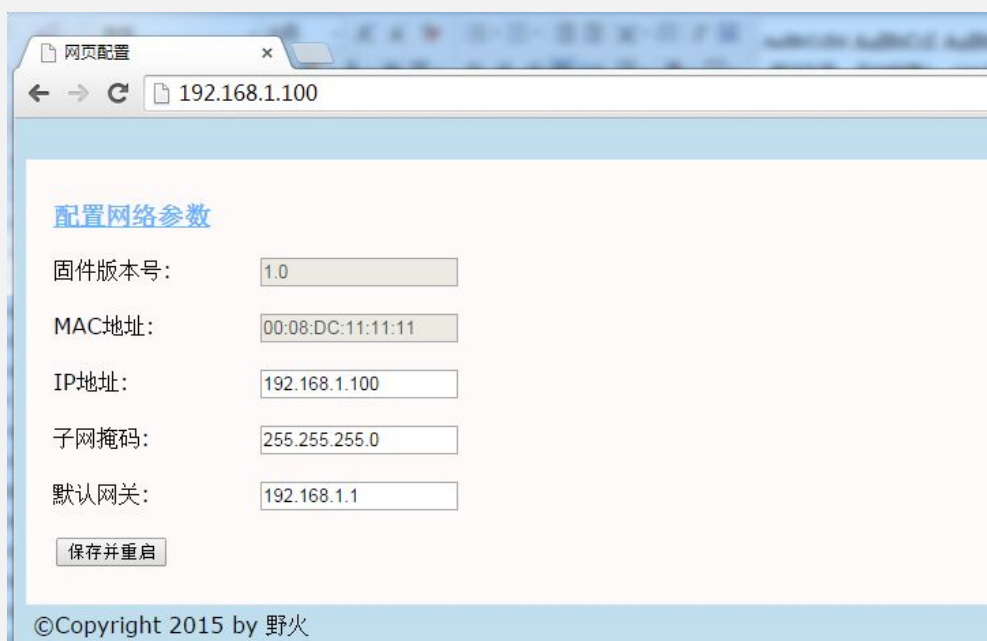 网页配置
192.168.1.100
配置网络参数
固件版本号: 1.0
MAC地址: 00:08:DC:11:11:11
IP地址: 192.168.1.100
子网掩码: 255.255.255.0
默认网关: 192.168.1.1
保存并重启
©Copyright 2015 by 野火